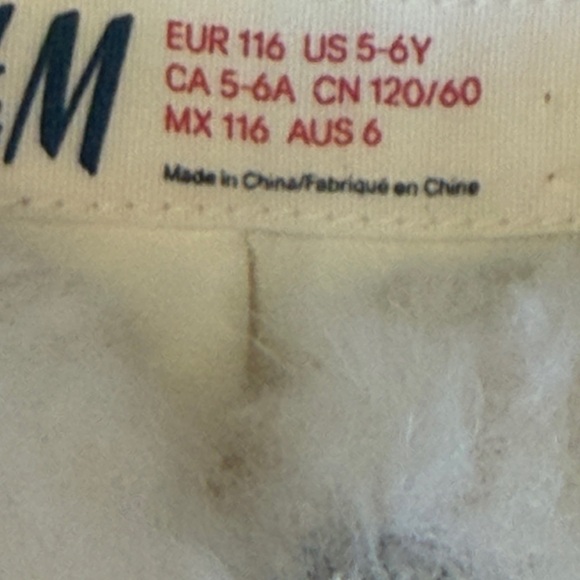 M
EUR 116 US 5-6Y
CA 5-6A CN 120/60
MX 116 AUS 6
Made in China/Fabriqué en Chine